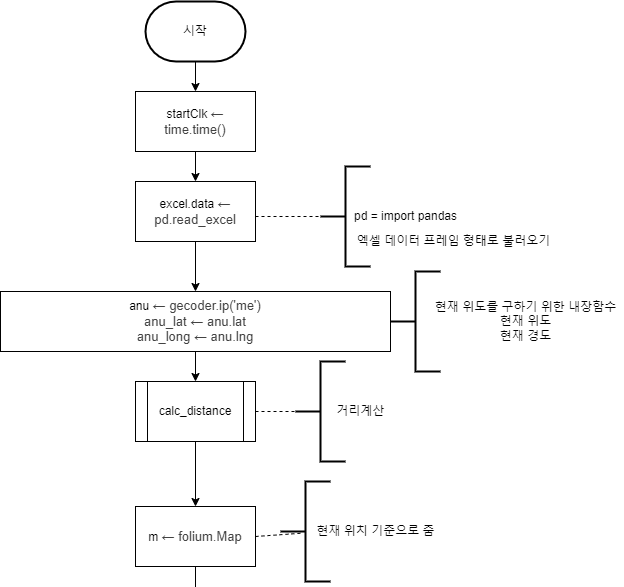 시작
startClk ←
time.time()
excel.data ←
pd.read_excel
pd = import pandas
엑셀 데이터 프레임 형태로 불러오기
anu ← gecoder.ip('me')
anu_lat ← anu.lat
anu_long ← anu.lng
현재 위도를 구하기 위한 내장함수
현재 위도
현재 경도
calc_distance
거리계산
m ← folium.Map
현재 위치 기준으로 줌